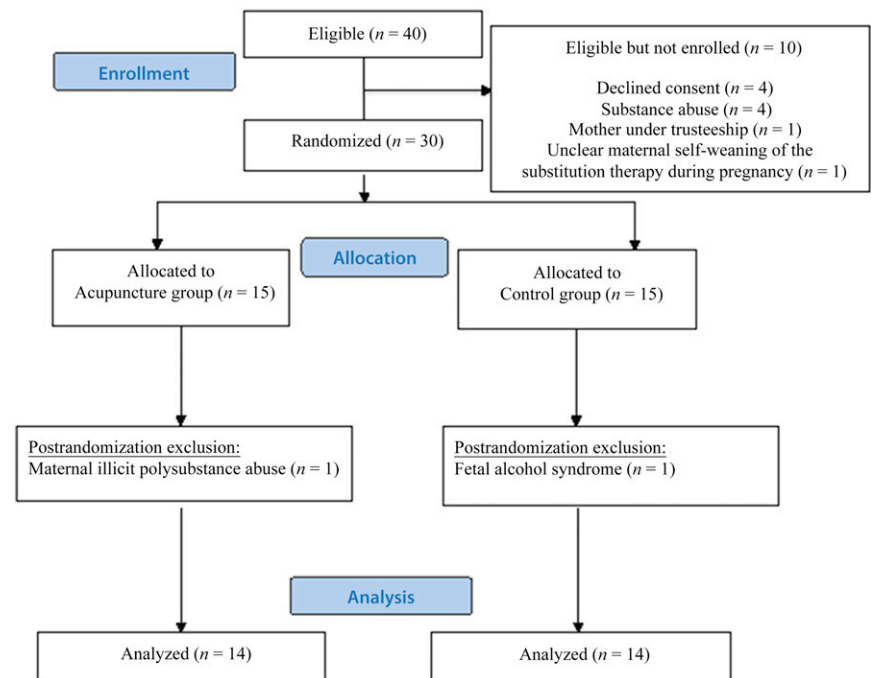 Eligible (n = 40)
Eligible but not enrolled (n = 10)
Declined consent (n = 4)
Substance abuse (n = 4)
Mother under trusteeship (n = 1)
Unclear maternal self-weaning of the
substitution therapy during pregnancy (n = 1)
Enrollment
Randomized (n = 30)
Allocation
Allocated to
Acupuncture group (n = 15)
Allocated to
Control group (n = 15)
Postrandomization exclusion:
Maternal illicit polysubstance abuse (n = 1)
Postrandomization exclusion:
Fetal alcohol syndrome (n = 1)
Analysis
Analyzed (n = 14)
Analyzed (n = 14)